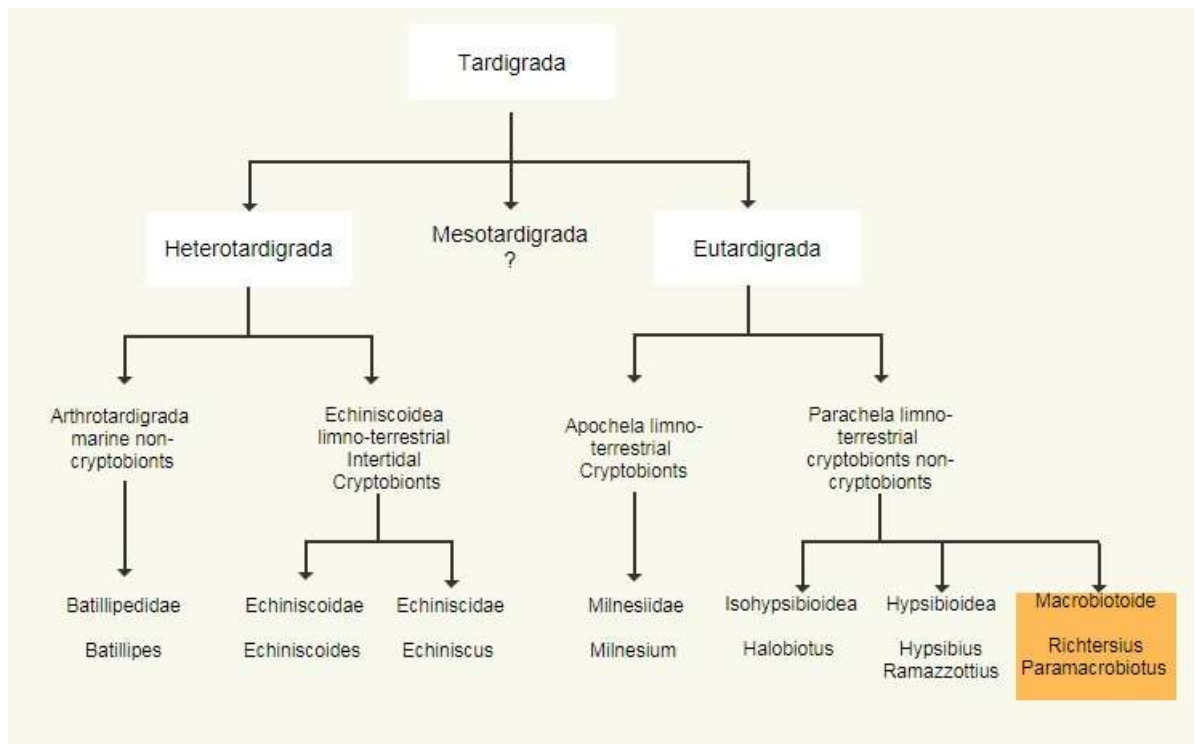 Tardigrada
Heterotardigrada
Mesotardigrada
?
Eutardigrada
Arthrotardigrada
marine non-
cryptobionts
Echiniscoidea
limno-terrestrial
Intertidal
Cryptobionts
Apochela limno-
terrestrial
Cryptobionts
Parachela limno-
terrestrial
cryptobionts non-
cryptobionts
Batillipedidae
Batillipes
Echiniscoidae
Echiniscoides
Echiniscidae
Echiniscus
Milnesiidae
Milnesium
Isohypsibioidea
Halobiotus
Hypsibioidea
Hypsibius
Ramazzottius
Macrobiotoide
Richtersius
Paramacrobiotus